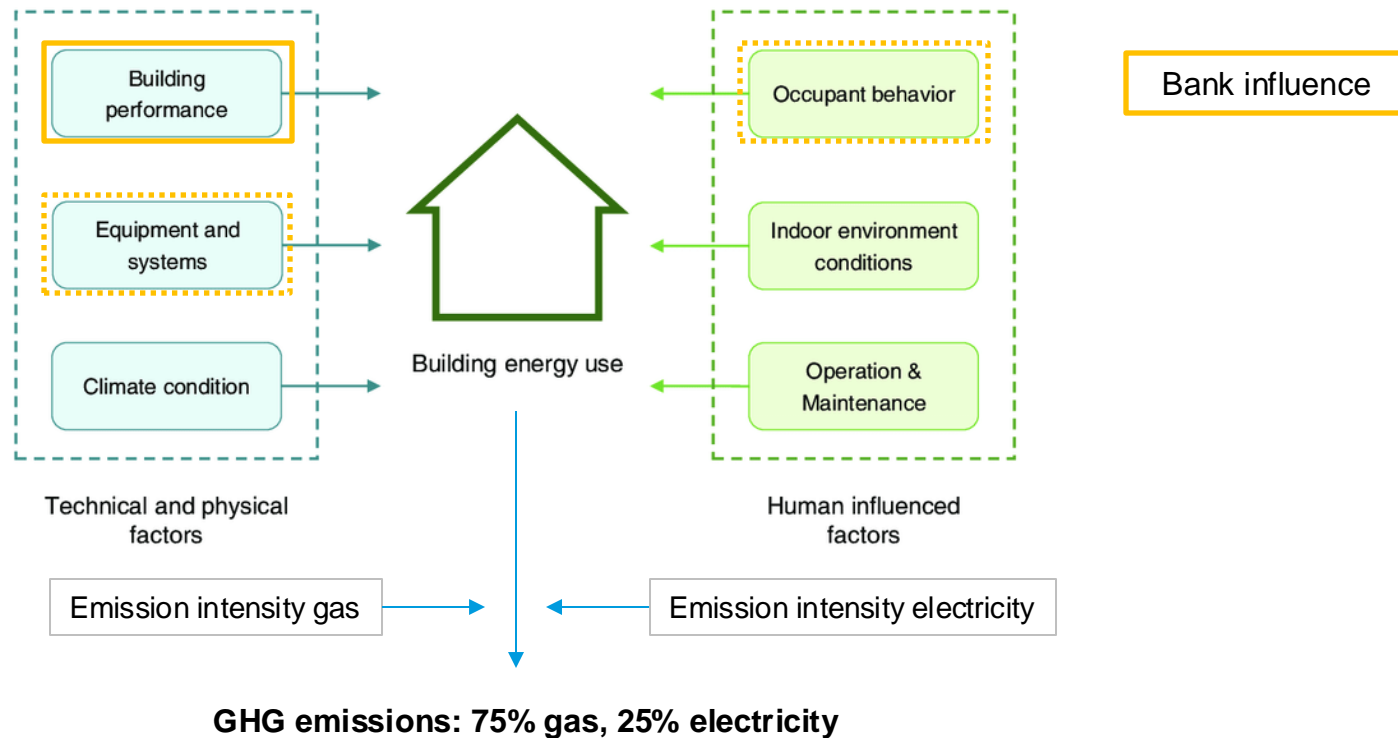 Building
performance
Occupant behavior
Bank influence
Equipment and
systems
Indoor environment
conditions
Climate condition
Building energy use
Operation &
Maintenance
Technical and physical
factors
Human influenced
factors
Emission intensity gas
Emission intensity electricity
GHG emissions: 75% gas, 25% electricity